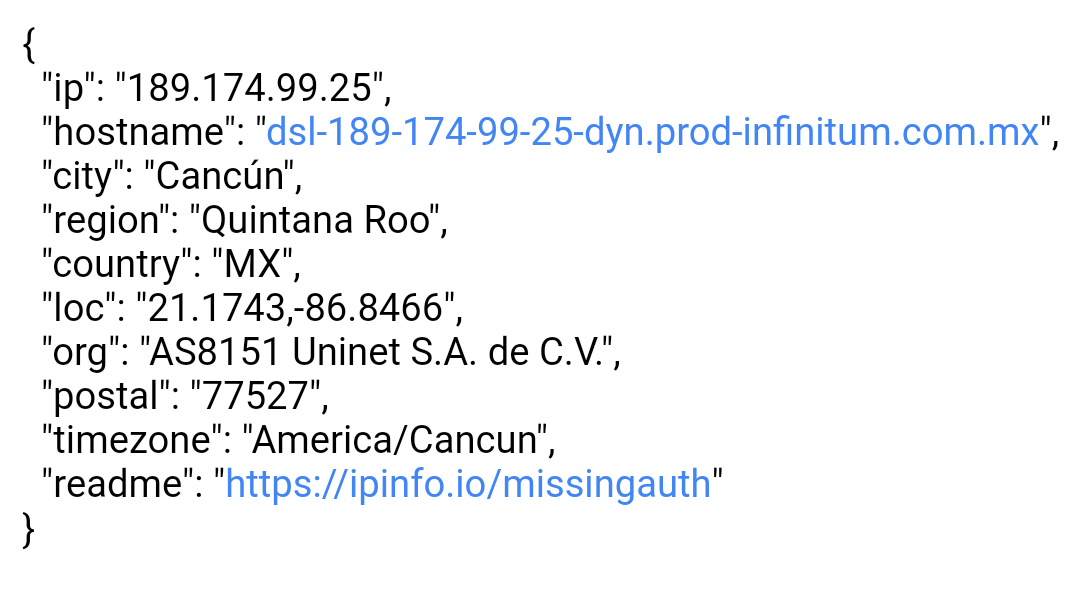 {
"ip": "189.174.99.25",
"hostname": "dsl-189-174-99-25-dyn.prod-infinitum.com.mx",
"city": "Cancún",
"region": "Quintana Roo",
"country": "MX",
"loc": "21.1743,-86.8466",
"org": "AS8151 Uninet S.A. de C.V.",
"postal": "77527",
"timezone": "America/Cancun",
"readme": "https://ipinfo.io/missingauth"
}